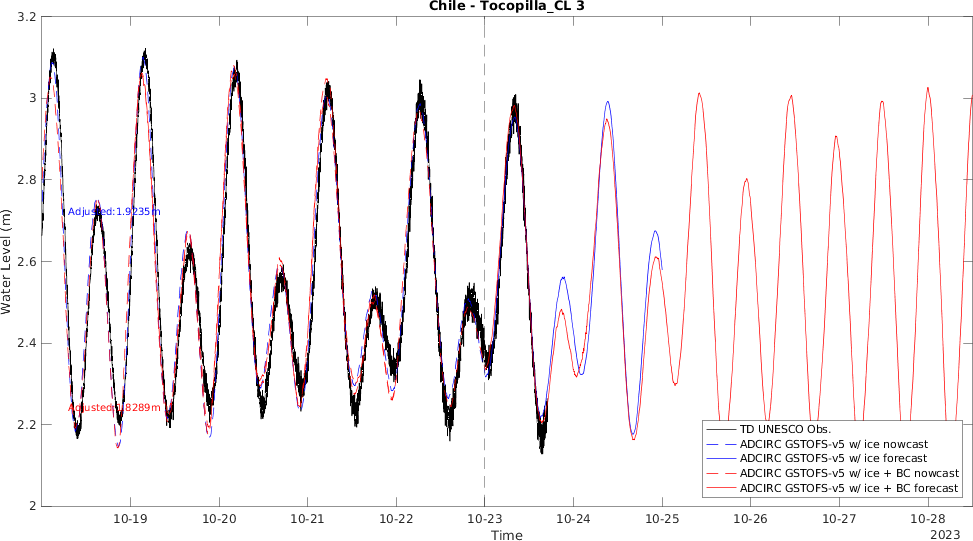 Chile - Tocopilla_CL 3
Water Level (m)
3.2
3
2.8
2.6
2.4
2.2
2
Adjusted:1.9235m
Adjusted:1.8289m
TD UNESCO Obs.
ADCIRC GSTOFS-v5 w/ ice nowcast
ADCIRC GSTOFS-v5 w/ ice forecast
ADCIRC GSTOFS-v5 w/ ice + BC nowcast
ADCIRC GSTOFS-v5 w/ ice + BC forecast
10-19 10-20 10-21 10-22 10-23 10-24 10-25 10-26 10-27 10-28
2023
Time